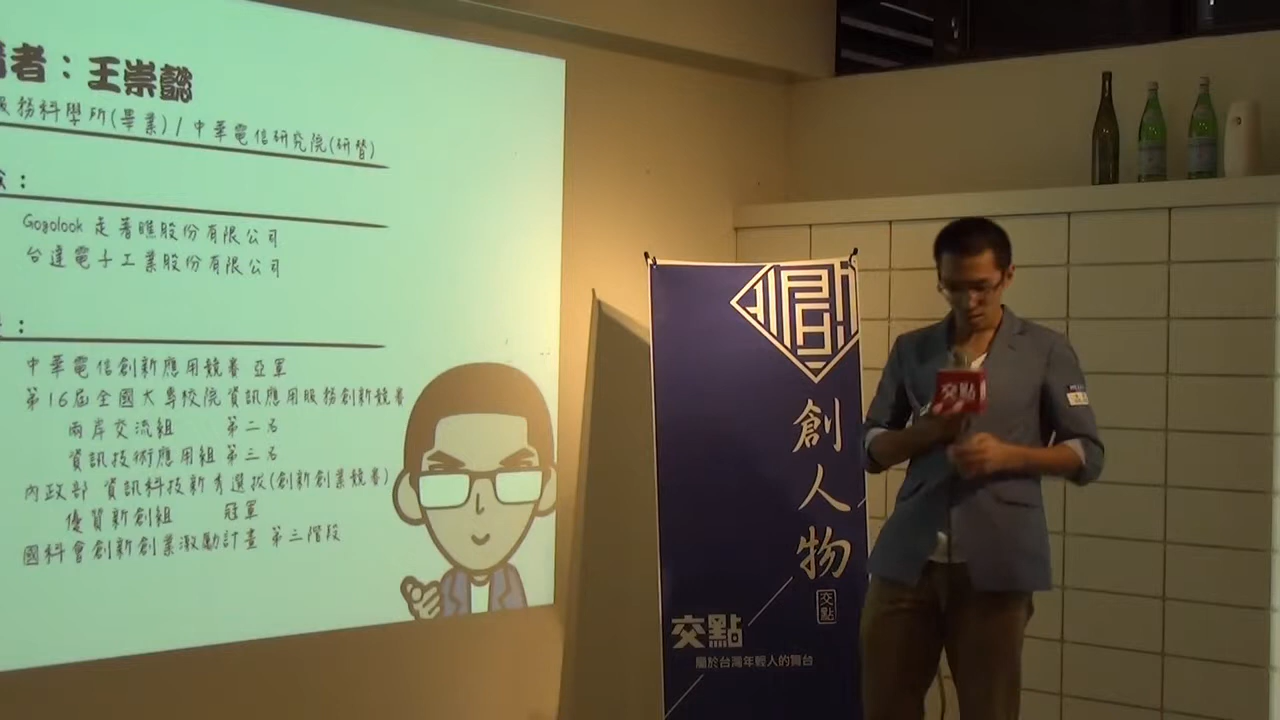 者：王崇懿
服務科學所(畢業) / 中華電信研究院(研替)
：
Gogolook 走著瞧股份有限公司
台達電子工業股份有限公司
：
中華電信創新應用競賽 亞軍
第16屆全國大專校院資訊應用服務創新競賽
兩岸交流組 第二名
資訊技術應用組 第三名
內政部 資訊科技新秀選拔(創新創業競賽)
優質新創組 冠軍
國科會創新創業激勵計畫 第三階段
創人物
交點
交點
屬於台灣年輕人的舞台
交點